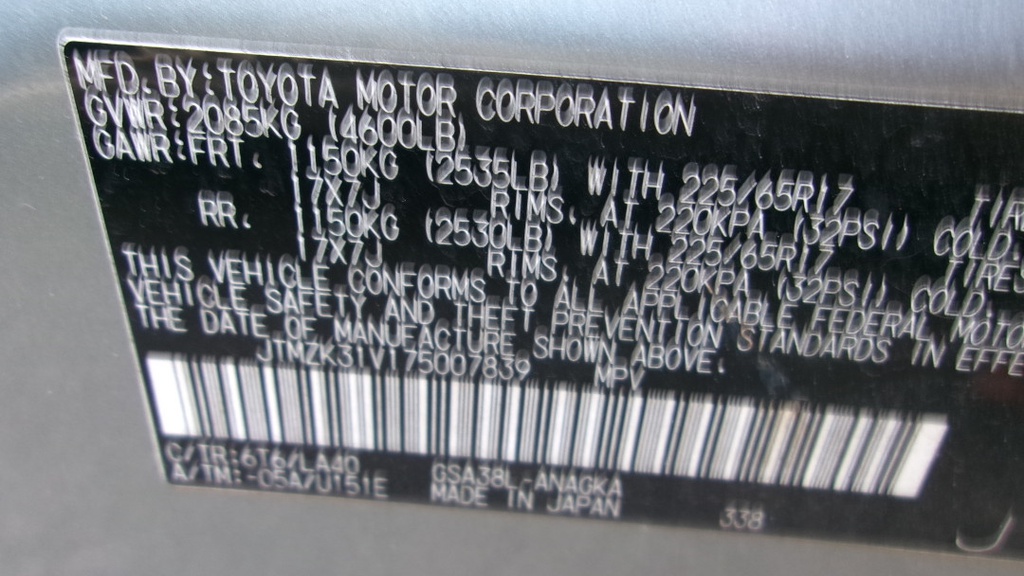 MFD. BY: TOYOTA MOTOR CORPORATION
GVWR: 2085KG (4600LB)
GAWR: FRT. 1150KG (2535LB) WITH 225/65R17
17X7J RIMS, AT 220KPA (32PSI) COLD.
RR. 1150KG (2530LB) WITH 225/65R17 TIRES
17X7J RIMS, AT 220KPA (32PSI) COLD.
THIS VEHICLE CONFORMS TO ALL APPLICABLE FEDERAL MOTOR
VEHICLE SAFETY AND THEFT PREVENTION STANDARDS IN
THE DATE OF MANUFACTURE SHOWN ABOVE.
JTMZK31V175007839 MPV
C/TR: 6T6/LA40 GSA38L-ANAGKA
A/TM: -05A/U151E MADE IN JAPAN 338